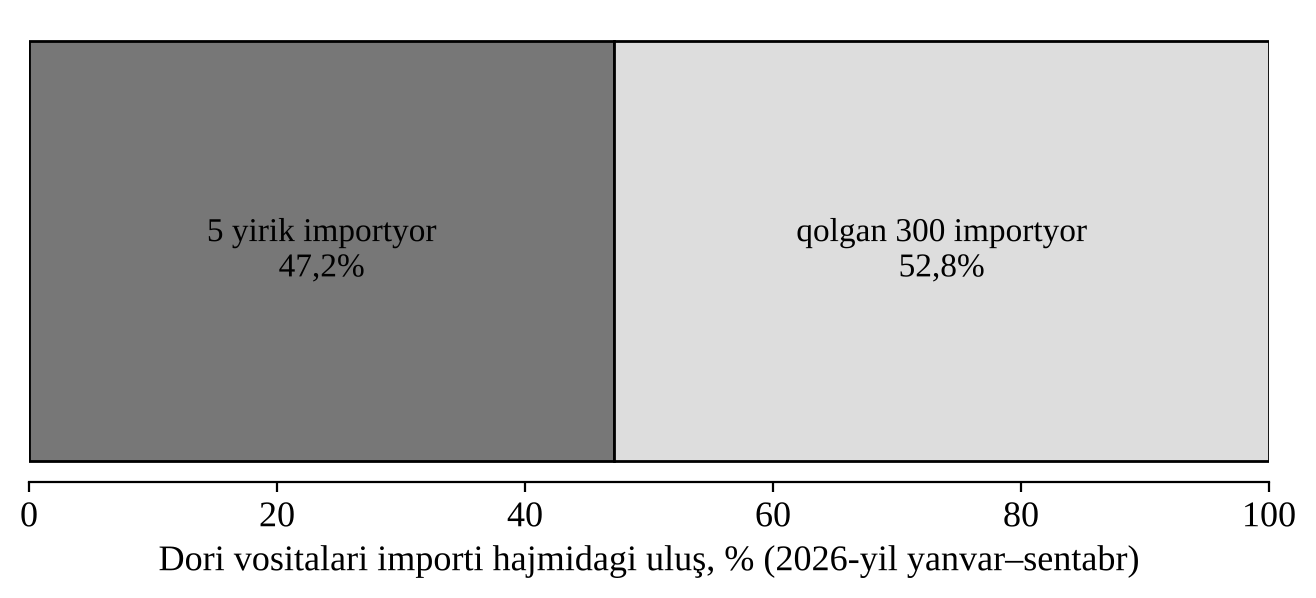 5 yirik importyor
47,2%
qolgan 300 importyor
52,8%
0 20 40 60 80 100
Dori vositalari importi hajmidagi uluş, % (2026-yil yanvar–sentabr)